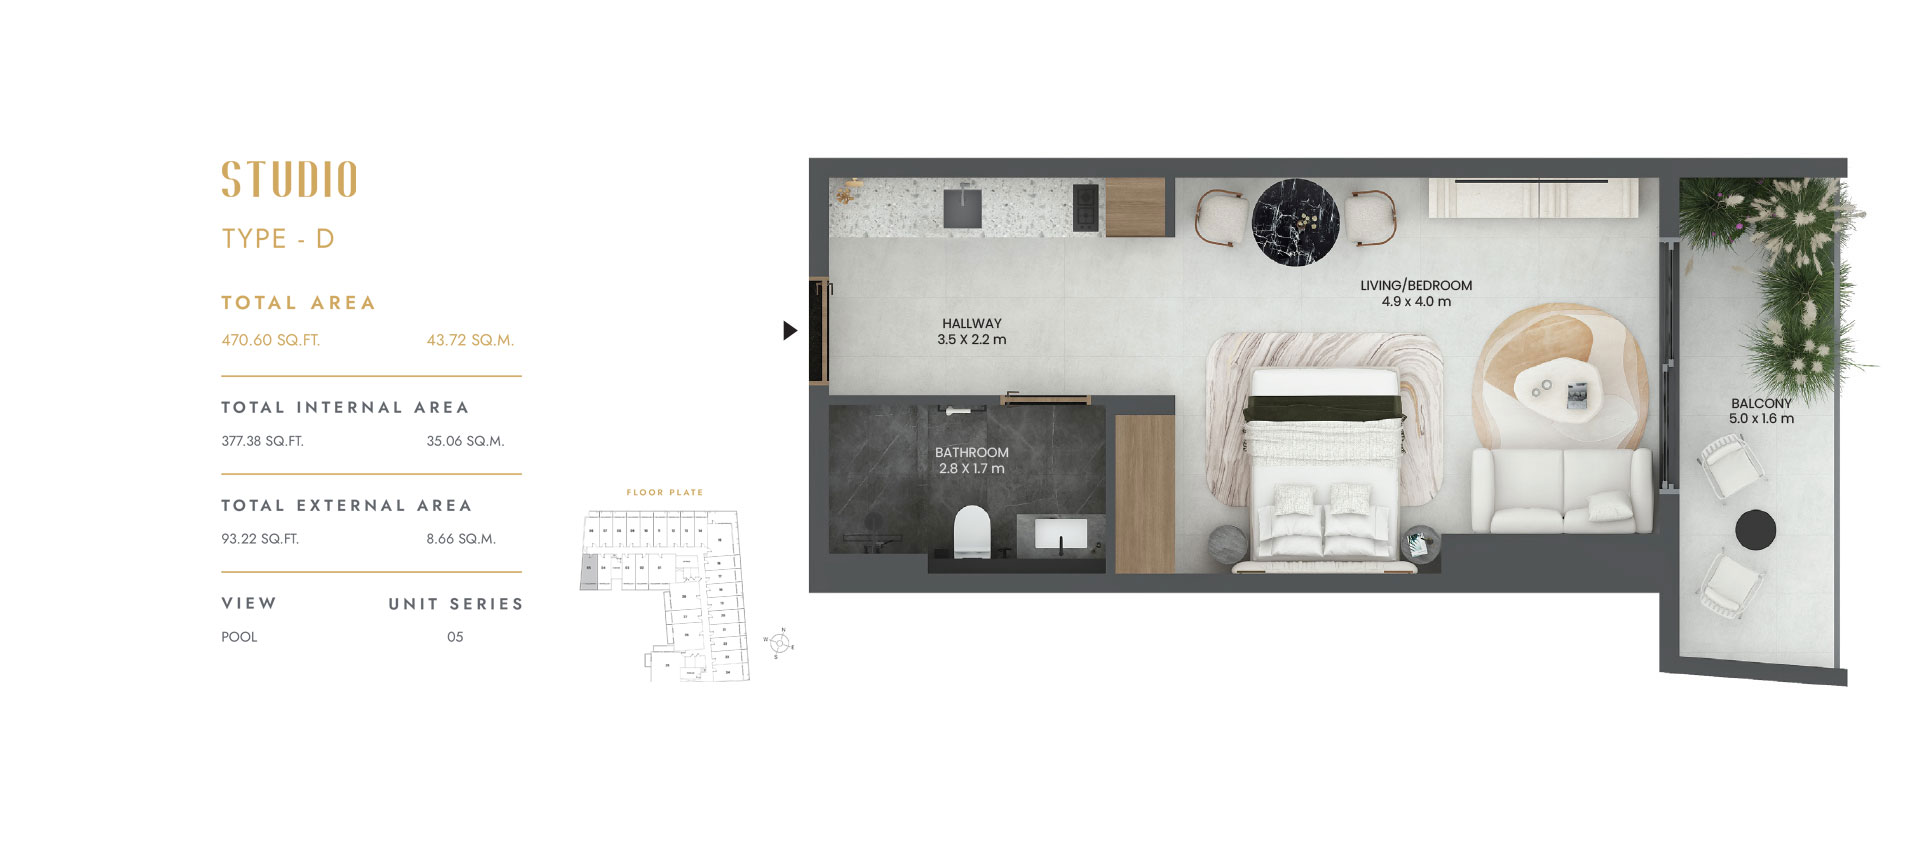 STUDIO
TYPE - D
TOTAL AREA
470.60 SQ.FT. 43.72 SQ.M.
TOTAL INTERNAL AREA
377.38 SQ.FT. 35.06 SQ.M.
TOTAL EXTERNAL AREA
93.22 SQ.FT. 8.66 SQ.M.
VIEW UNIT SERIES
POOL 05
FLOOR PLATE
N
W E
S
HALLWAY
3.5 X 2.2 m
BATHROOM
2.8 X 1.7 m
LIVING/BEDROOM
4.9 x 4.0 m
BALCONY
5.0 x 1.6 m